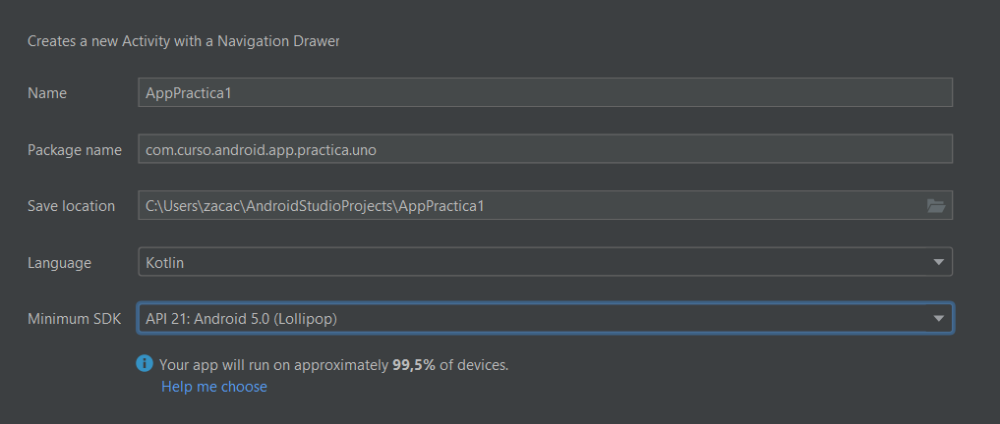 Creates a new Activity with a Navigation Drawer
Name AppPractica1
Package name com.curso.android.app.practica.uno
Save location C:\Users\zacac\AndroidStudioProjects\AppPractica1
Language Kotlin
Minimum SDK API 21: Android 5.0 (Lollipop)
Your app will run on approximately 99,5% of devices.
Help me choose